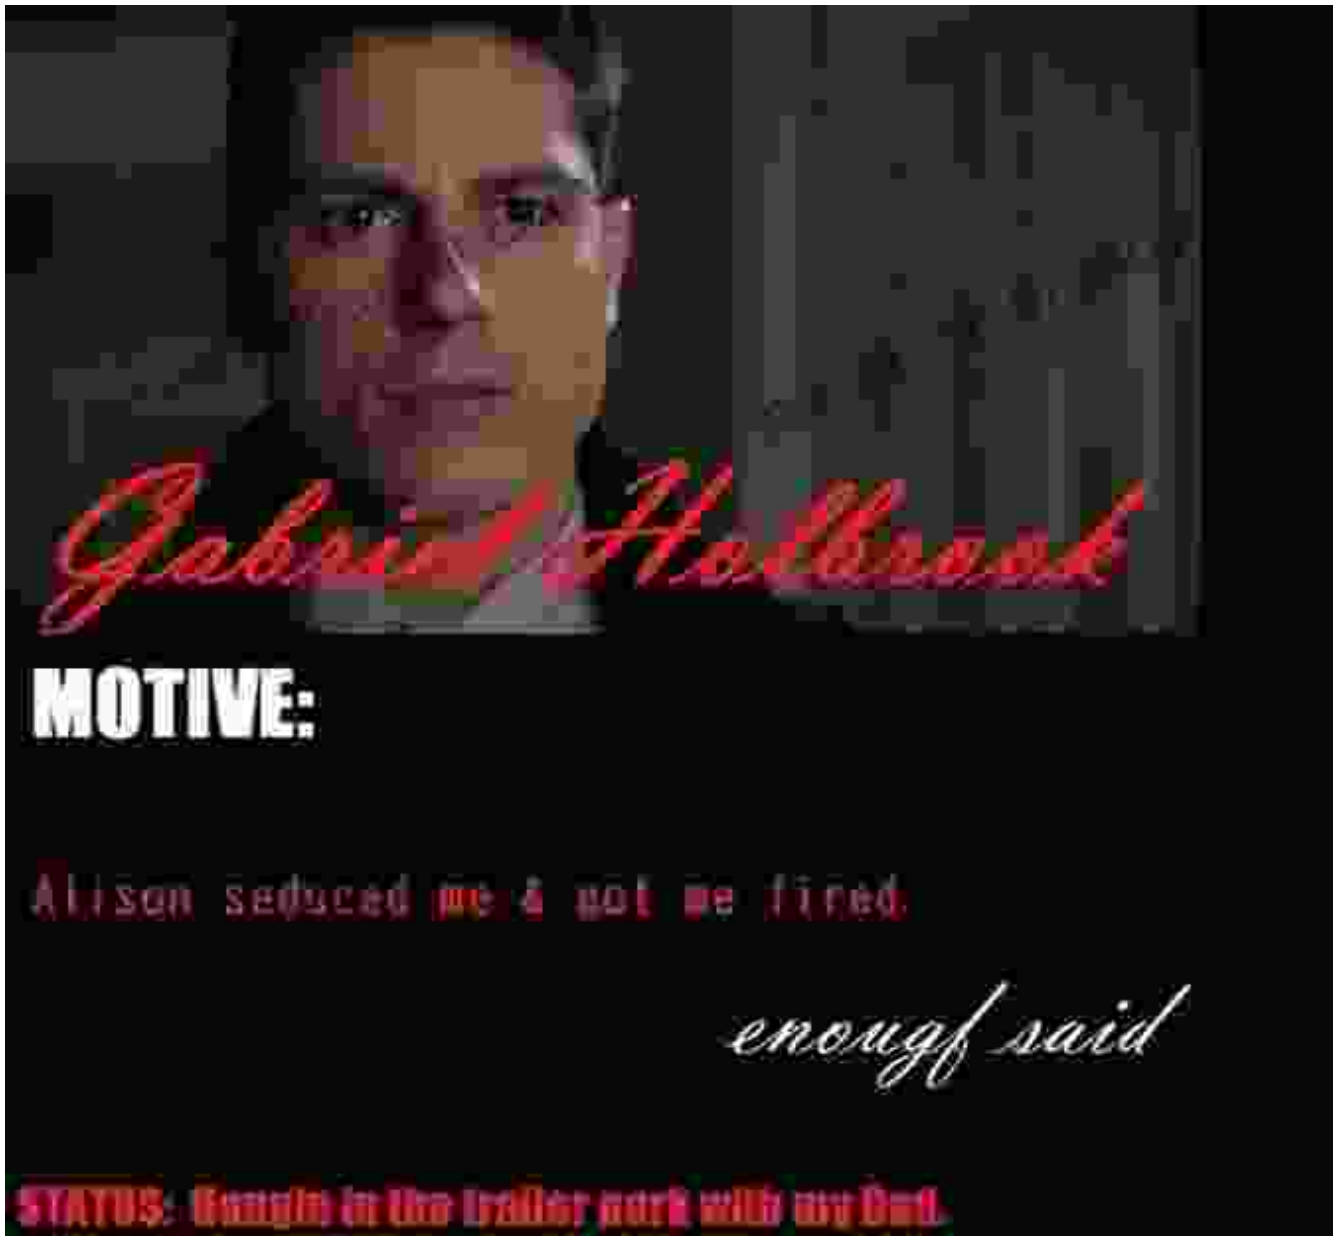 Gabriel Holbrook
MOTIVE:
Alison seduced me & got me fired.
enougf said
STATUS: in the trailer park with my Dad.